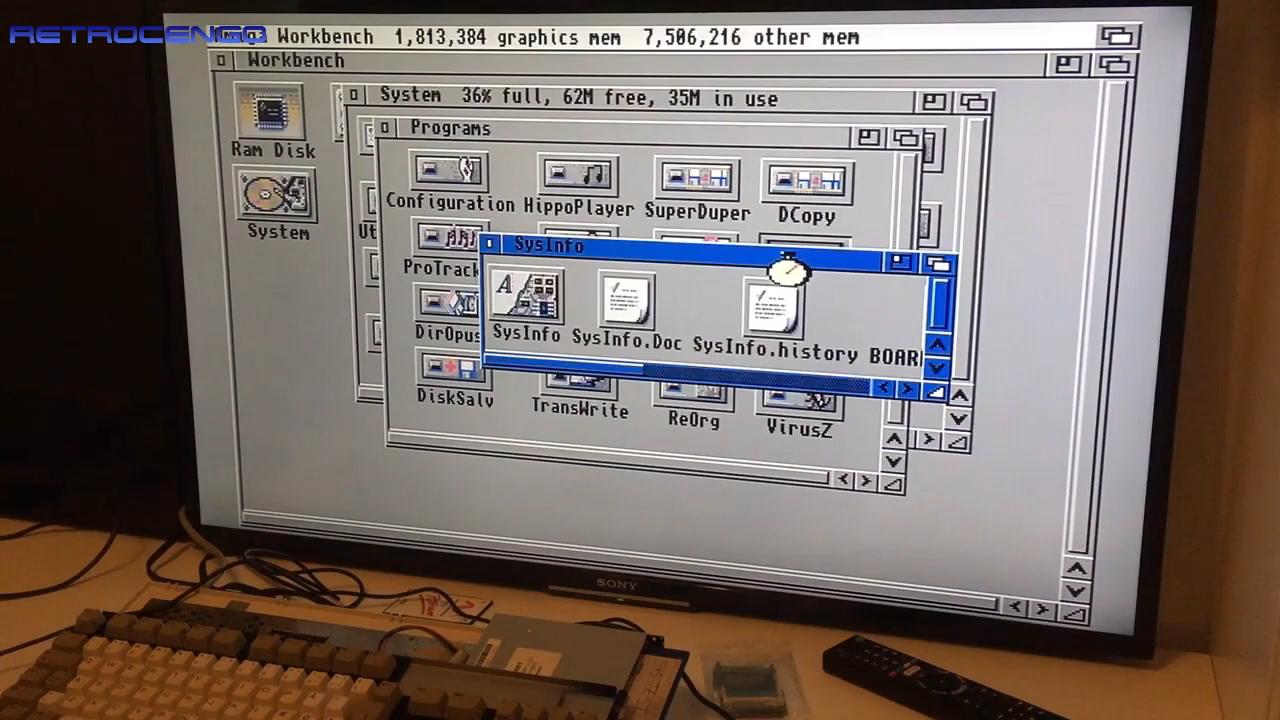 RETROCENGO
Workbench 1,813,384 graphics mem 7,506,216 other mem
Workbench
System 36% full, 62M free, 35M in use
Programs
Ram Disk
System
Configuration HippoPlayer SuperDuper DCopy
SysInfo
ProTrack
SysInfo SysInfo.Doc SysInfo.history BOAR
DirOpus
DiskSalv TransWrite ReOrg VirusZ
SONY